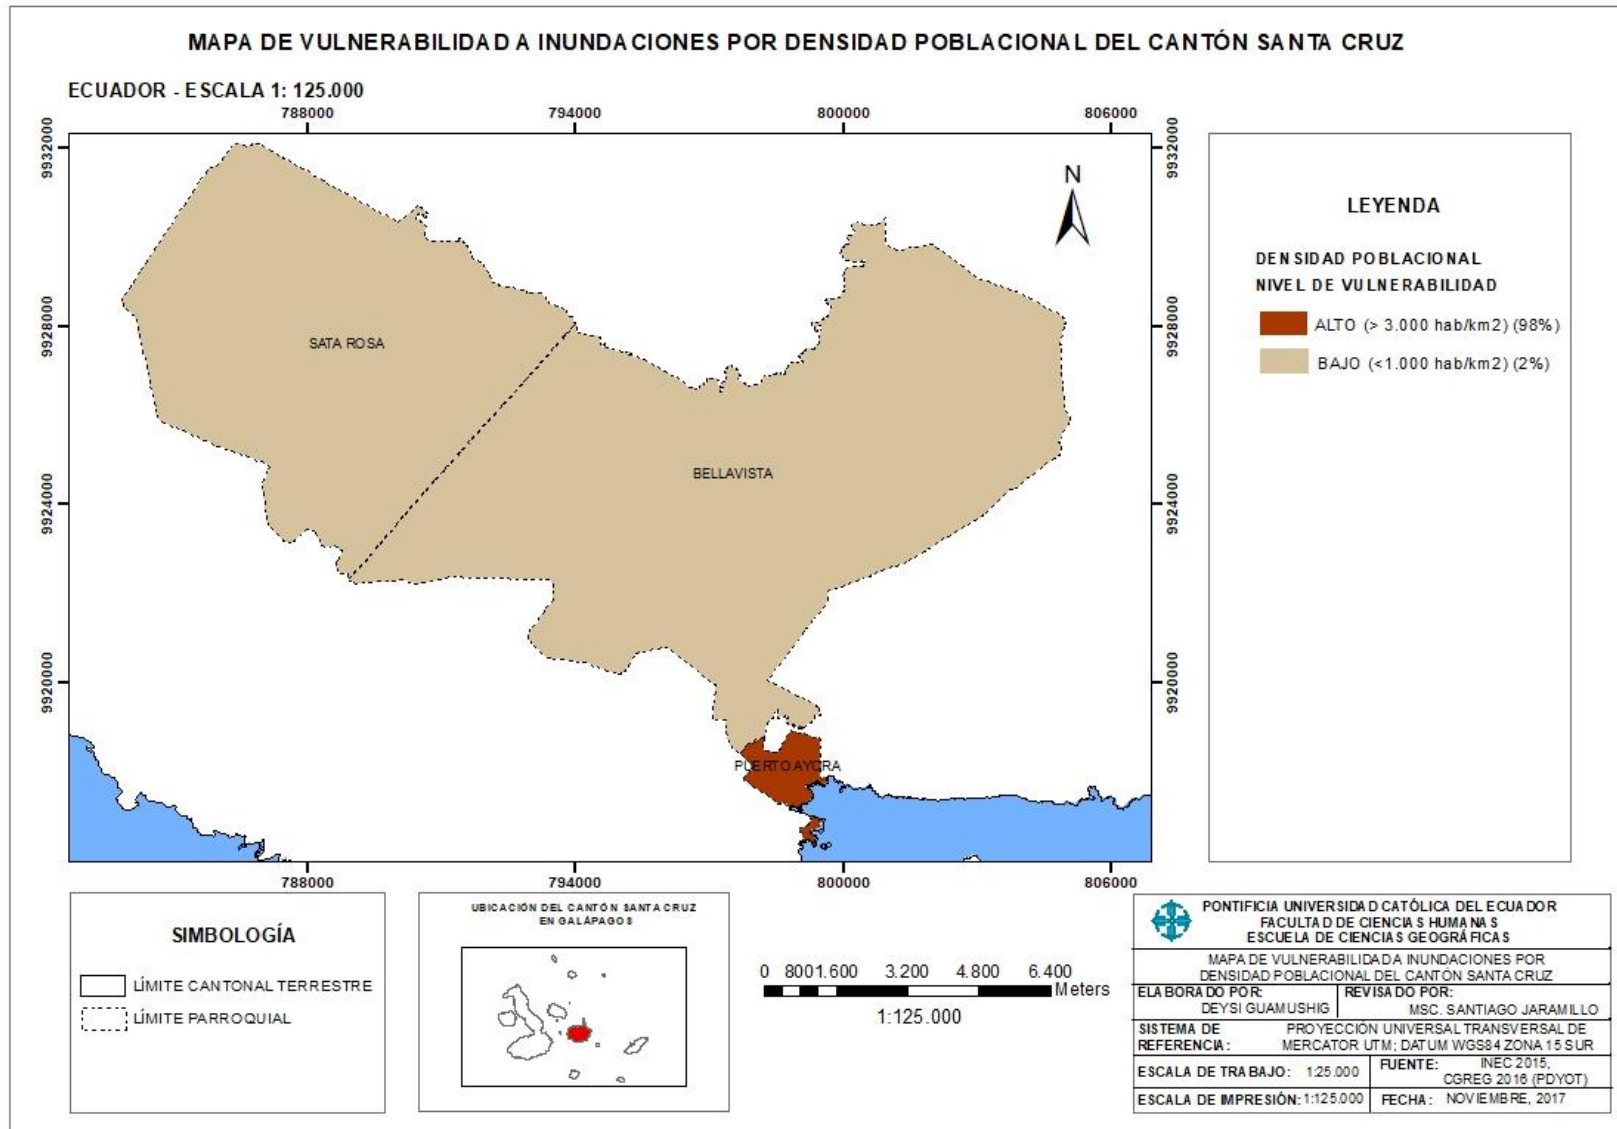 MAPA DE VULNERABILIDAD A INUNDACIONES POR DENSIDAD POBLACIONAL DEL CANTÓN SANTA CRUZ
ECUADOR - ESCALA 1: 125.000
788000 794000 800000 806000
9932000 9932000
9928000 9928000
9924000 9924000
9920000 9920000
N
SATA ROSA
BELLAVISTA
PUERTO AYORA
788000 794000 800000 806000
LEYENDA
DENSIDAD POBLACIONAL
NIVEL DE VULNERABILIDAD
ALTO (> 3.000 hab/km2) (98%)
BAJO (<1.000 hab/km2) (2%)
SIMBOLOGÍA
LÍMITE CANTONAL TERRESTRE
LÍMITE PARROQUIAL
UBICACIÓN DEL CANTÓN SANTA CRUZ
EN GALÁPAGOS
0 800 1.600 3.200 4.800 6.400
Meters
1:125.000
PONTIFICIA UNIVERSIDAD CATÓLICA DEL ECUADOR
FACULTAD DE CIENCIAS HUMANAS
ESCUELA DE CIENCIAS GEOGRÁFICAS
MAPA DE VULNERABILIDAD A INUNDACIONES POR
DENSIDAD POBLACIONAL DEL CANTÓN SANTA CRUZ
ELABORADO POR:
DEYSI GUAMUSHIG
REVISADO POR:
MSC. SANTIAGO JARAMILLO
SISTEMA DE REFERENCIA:
PROYECCIÓN UNIVERSAL TRANSVERSAL DE
MERCATOR UTM; DATUM WGS84 ZONA 15 SUR
ESCALA DE TRABAJO: 1:25.000
FUENTE: INEC 2015,
CGREG 2016 (PDYOT)
ESCALA DE IMPRESIÓN: 1:125.000
FECHA: NOVIEMBRE, 2017